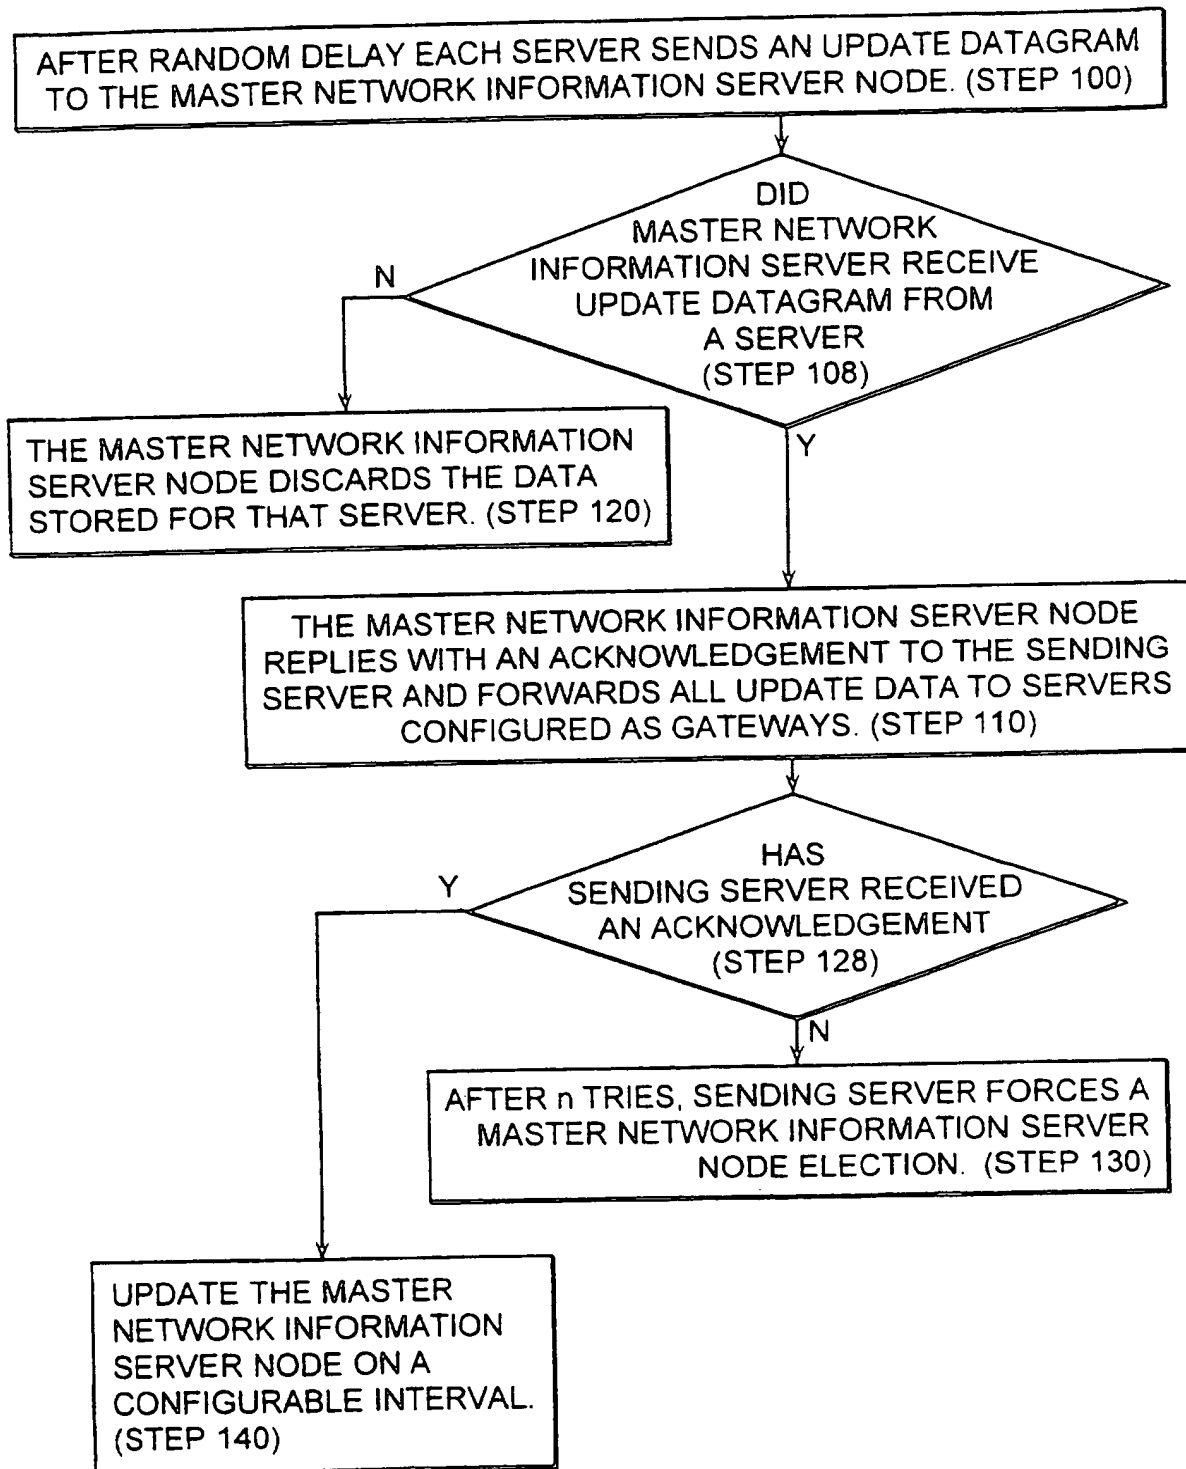 AFTER RANDOM DELAY EACH SERVER SENDS AN UPDATE DATAGRAM
TO THE MASTER NETWORK INFORMATION SERVER NODE. (STEP 100)
DID
MASTER NETWORK
INFORMATION SERVER RECEIVE
UPDATE DATAGRAM FROM
A SERVER
(STEP 108)
N
Y
THE MASTER NETWORK INFORMATION
SERVER NODE DISCARDS THE DATA
STORED FOR THAT SERVER. (STEP 120)
THE MASTER NETWORK INFORMATION SERVER NODE
REPLIES WITH AN ACKNOWLEDGEMENT TO THE SENDING
SERVER AND FORWARDS ALL UPDATE DATA TO SERVERS
CONFIGURED AS GATEWAYS. (STEP 110)
HAS
SENDING SERVER RECEIVED
AN ACKNOWLEDGEMENT
(STEP 128)
Y
N
AFTER n TRIES, SENDING SERVER FORCES A
MASTER NETWORK INFORMATION SERVER
NODE ELECTION. (STEP 130)
UPDATE THE MASTER
NETWORK INFORMATION
SERVER NODE ON A
CONFIGURABLE INTERVAL.
(STEP 140)